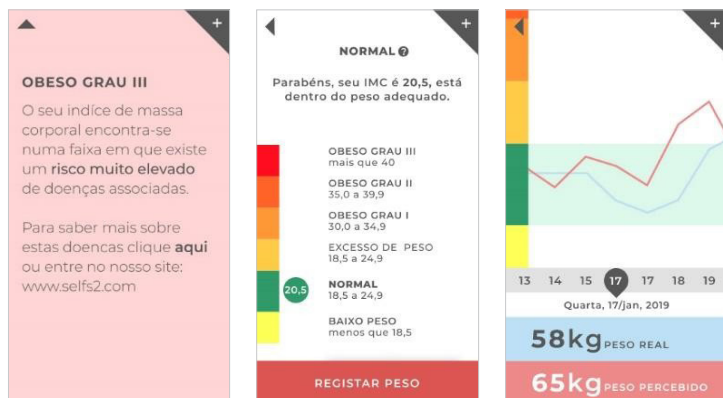 +
OBESO GRAU III
O seu indíce de massa
corporal encontra-se
numa faixa em que existe
um risco muito elevado
de doenças associadas.
Para saber mais sobre
estas doencas clique aqui
ou entre no nosso site:
www.selfs2.com
+
NORMAL ?
Parabéns, seu IMC é 20,5, está
dentro do peso adequado.
OBESO GRAU III
mais que 40
OBESO GRAU II
35,0 a 39,9
OBESO GRAU I
30,0 a 34,9
EXCESSO DE PESO
18,5 a 24,9
20,5
NORMAL
18,5 a 24,9
BAIXO PESO
menos que 18,5
REGISTAR PESO
+
13 14 15 17 17 18 19
Quarta, 17/jan, 2019
58kg PESO REAL
65kg PESO PERCEBIDO